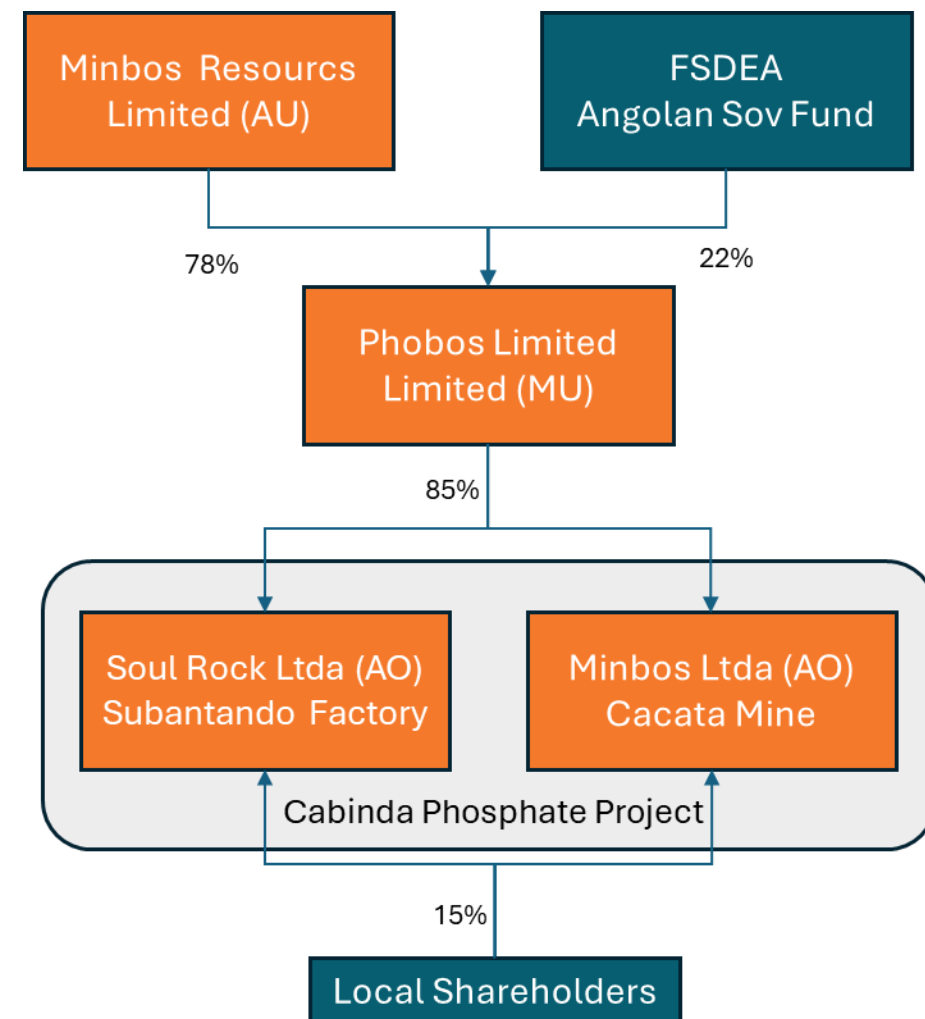 Minbos Resourcs
Limited (AU)
FSDEA
Angolan Sov Fund
78%
22%
Phobos Limited
Limited (MU)
85%
Soul Rock Ltda (AO)
Subantando Factory
Minbos Ltda (AO)
Cacata Mine
Cabinda Phosphate Project
15%
Local Shareholders